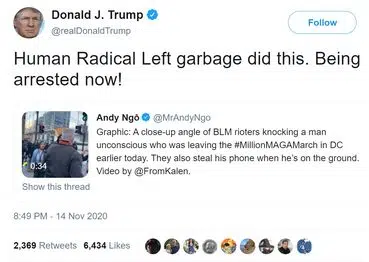 Donald J. Trump
@realDonaldTrump
Follow
Human Radical Left garbage did this. Being
arrested now!
Andy Ngô @MrAndyNgo
Graphic: A close-up angle of BLM rioters knocking a man
unconscious who was leaving the #MillionMAGAMarch in DC
earlier today. They also steal his phone when he's on the ground.
Video by @FromKalen.
0:34
Show this thread
8:49 PM - 14 Nov 2020
2,369 Retweets 6,434 Likes